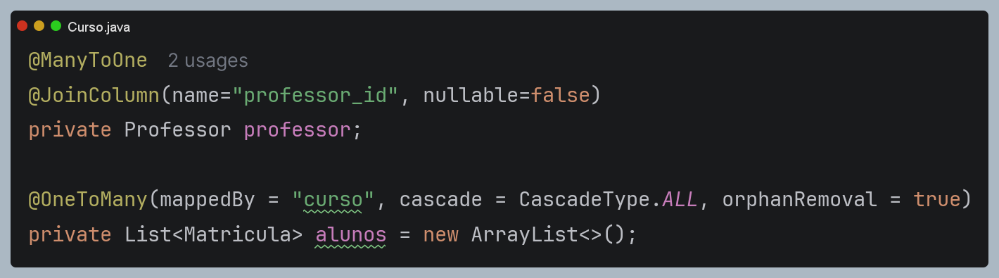 Curso.java
@ManyToOne 2 usages
@JoinColumn(name="professor_id", nullable=false)
private Professor professor;
@OneToMany(mappedBy = "curso", cascade = CascadeType.ALL, orphanRemoval = true)
private List<Matricula> alunos = new ArrayList<>();